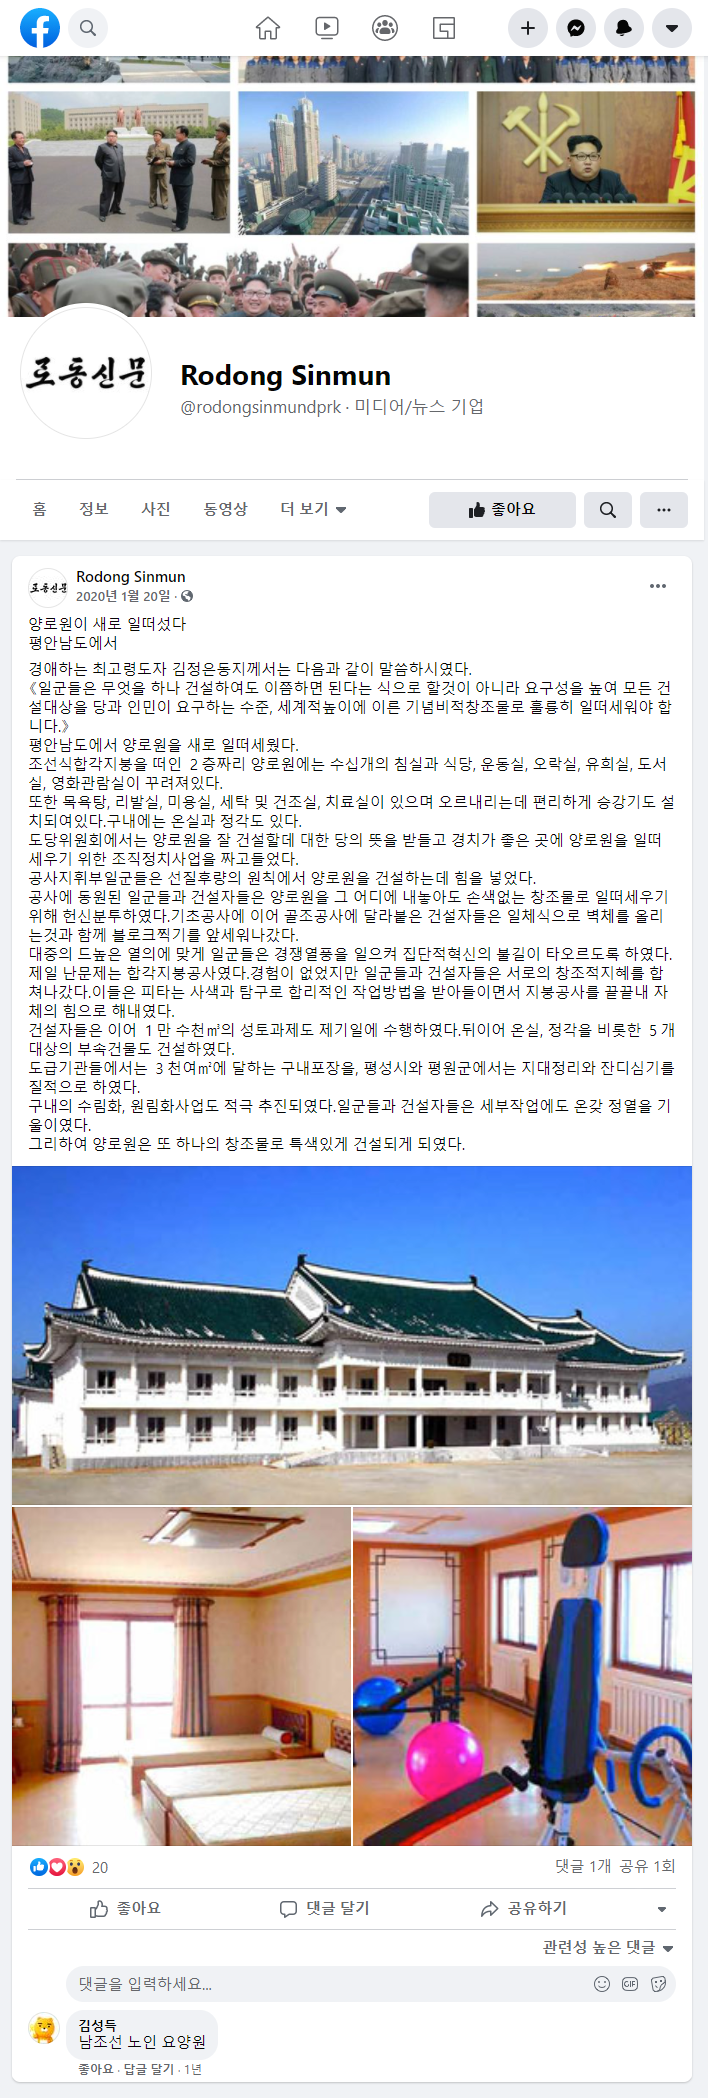 로동신문
Rodong Sinmun
@rodongsinmundprk · 미디어/뉴스 기업
홈 정보 사진 동영상 더 보기 좋아요
로동신문
Rodong Sinmun
2020년 1월 20일 ·
양로원이 새로 일떠섰다
평안남도에서
경애하는 최고령도자 김정은동지께서는 다음과 같이 말씀하시였다.
《일군들은 무엇을 하나 건설하여도 이쯤하면 된다는 식으로 할것이 아니라 요구성을 높여 모든 건
설대상을 당과 인민이 요구하는 수준, 세계적높이에 이른 기념비적창조물로 훌륭히 일떠세워야 합
니다.》
평안남도에서 양로원을 새로 일떠세웠다.
조선식합각지붕을 떠인 2층짜리 양로원에는 수십개의 침실과 식당, 운동실, 오락실, 유희실, 도서
실, 영화관람실이 꾸려져있다.
또한 목욕탕, 리발실, 미용실, 세탁 및 건조실, 치료실이 있으며 오르내리는데 편리하게 승강기도 설
치되여있다.구내에는 온실과 정각도 있다.
도당위원회에서는 양로원을 잘 건설할데 대한 당의 뜻을 받들고 경치가 좋은 곳에 양로원을 일떠
세우기 위한 조직정치사업을 짜고들었다.
공사지휘부일군들은 선질후량의 원칙에서 양로원을 건설하는데 힘을 넣었다.
공사에 동원된 일군들과 건설자들은 양로원을 그 어디에 내놓아도 손색없는 창조물로 일떠세우기
위해 헌신분투하였다.기초공사에 이어 골조공사에 달라붙은 건설자들은 일체식으로 벽체를 올리
는것과 함께 블로크찍기를 앞세워나갔다.
대중의 드높은 열의에 맞게 일군들은 경쟁열풍을 일으켜 집단적혁신의 불길이 타오르도록 하였다.
제일 난문제는 합각지붕공사였다.경험이 없었지만 일군들과 건설자들은 서로의 창조적지혜를 합
쳐나갔다.이들은 피타는 사색과 탐구로 합리적인 작업방법을 받아들이면서 지붕공사를 끝끝내 자
체의 힘으로 해내였다.
건설자들은 이어 1만 수천㎥의 성토과제도 제기일에 수행하였다.뒤이어 온실, 정각을 비롯한 5개
대상의 부속건물도 건설하였다.
도급기관들에서는 3천여㎡에 달하는 구내포장을, 평성시와 평원군에서는 지대정리와 잔디심기를
질적으로 하였다.
구내의 수림화, 원림화사업도 적극 추진되였다.일군들과 건설자들은 세부작업에도 온갖 정열을 기
울이였다.
그리하여 양로원은 또 하나의 창조물로 특색있게 건설되게 되였다.
20 댓글 1개 공유 1회
좋아요 댓글 달기 공유하기
관련성 높은 댓글
댓글을 입력하세요... GIF
김성득
남조선 노인 요양원
좋아요 · 답글 달기 · 1년